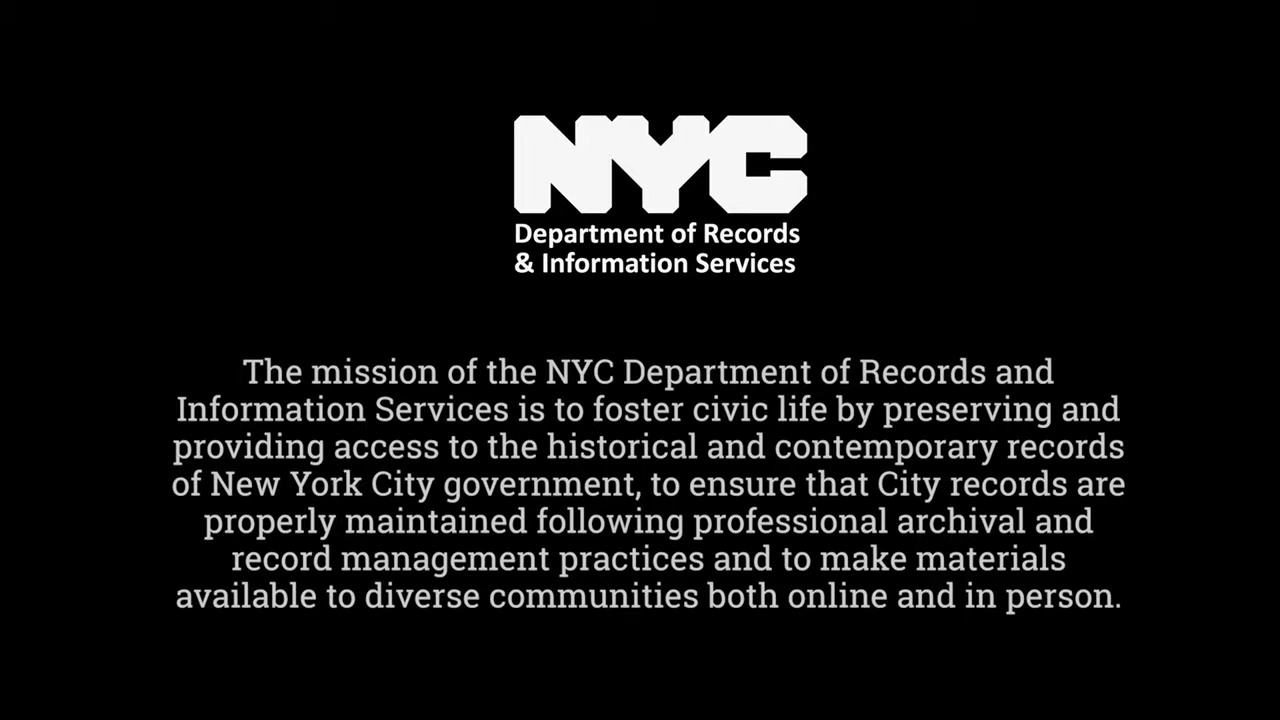 NYC
Department of Records
& Information Services
The mission of the NYC Department of Records and
Information Services is to foster civic life by preserving and
providing access to the historical and contemporary records
of New York City government, to ensure that City records are
properly maintained following professional archival and
record management practices and to make materials
available to diverse communities both online and in person.